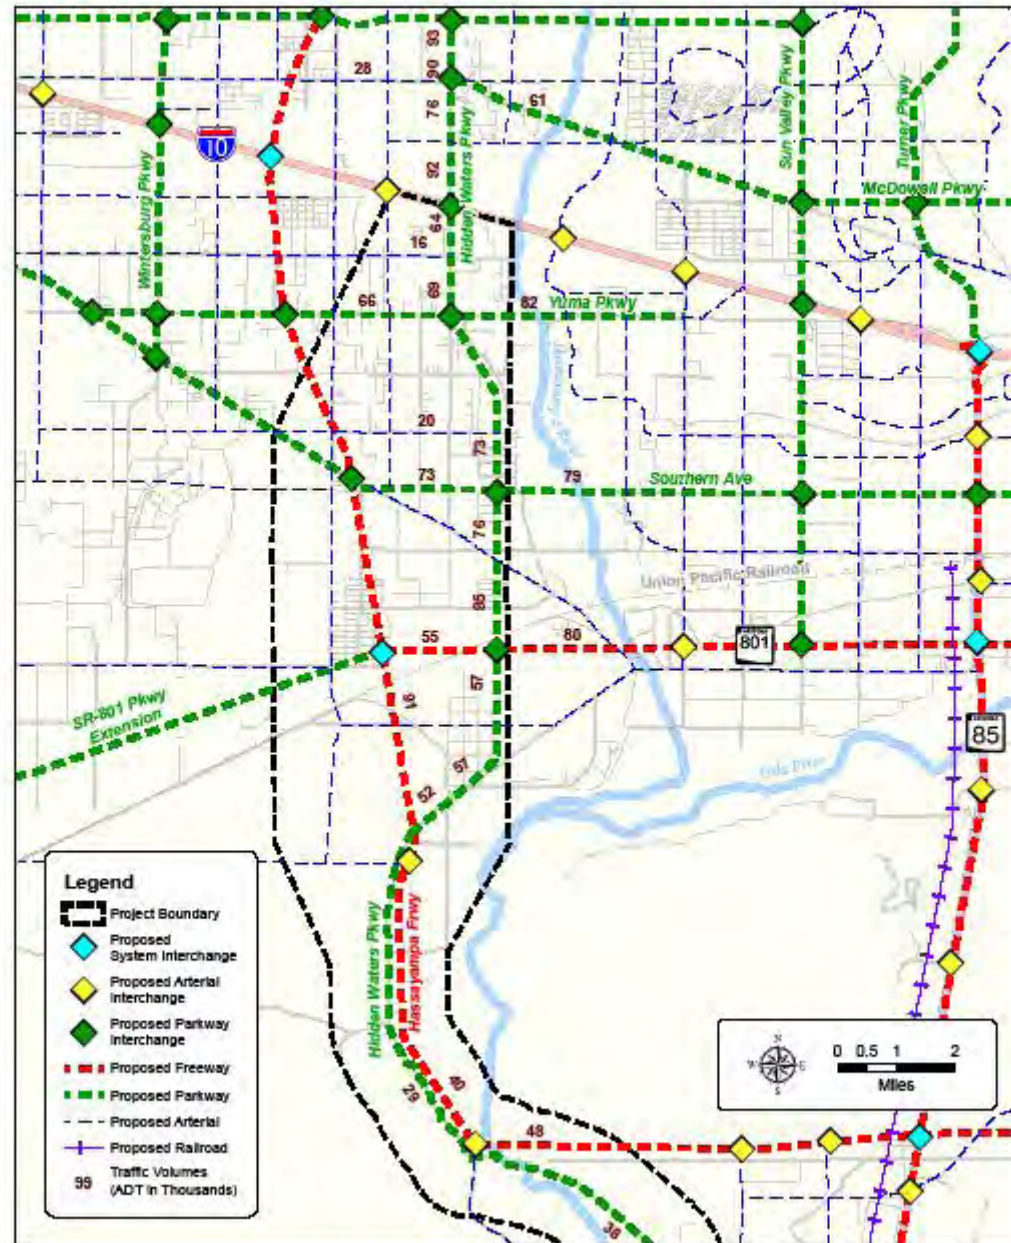 93
28
90
61
76
Sun Valley Pkwy
Turner Pkwy
10
Hidden Waters Pkwy
92
McDowell Pkwy
Wintersburg Pkwy
64
16
69
66
82
Yuma Pkwy
20
73
73
79
Southern Ave
76
Union Pacific Railroad
85
55
80
801
57
SR-801 Pkwy
Extension
91
85
57
52
Gila River
Hidden Waters Pkwy
Hassayampa Frwy
40
29
48
38
Legend
Project Boundary
Proposed
System Interchange
Proposed Arterial
Interchange
Proposed Parkway
Interchange
Proposed Freeway
Proposed Parkway
Proposed Arterial
Proposed Railroad
99 Traffic Volumes
(ADT in Thousands)
N
W E
S
0 0.5 1 2
Miles